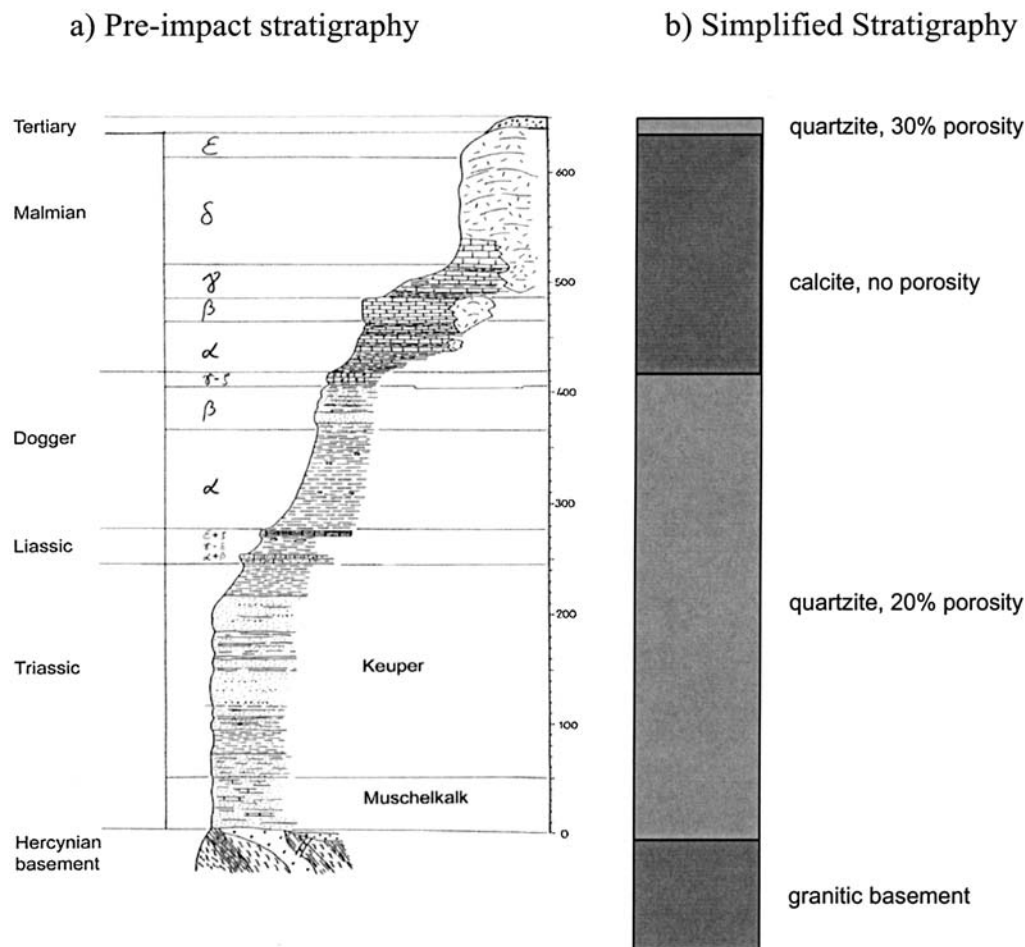 a) Pre-impact stratigraphy
b) Simplified Stratigraphy
Tertiary
ε
Malmian
δ
γ
β
α
γ-ζ
β
Dogger
α
Liassic
ε+ζ
γ-δ
α+β
Triassic
Keuper
Muschelkalk
Hercynian
basement
600
500
400
300
200
100
0
quartzite, 30% porosity
calcite, no porosity
quartzite, 20% porosity
granitic basement